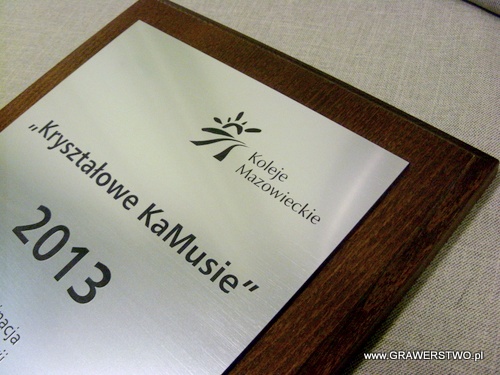 Koleje
Mazowieckie
„Kryształowe KaMusie”
2013
www.GRAWERSTWO.pl